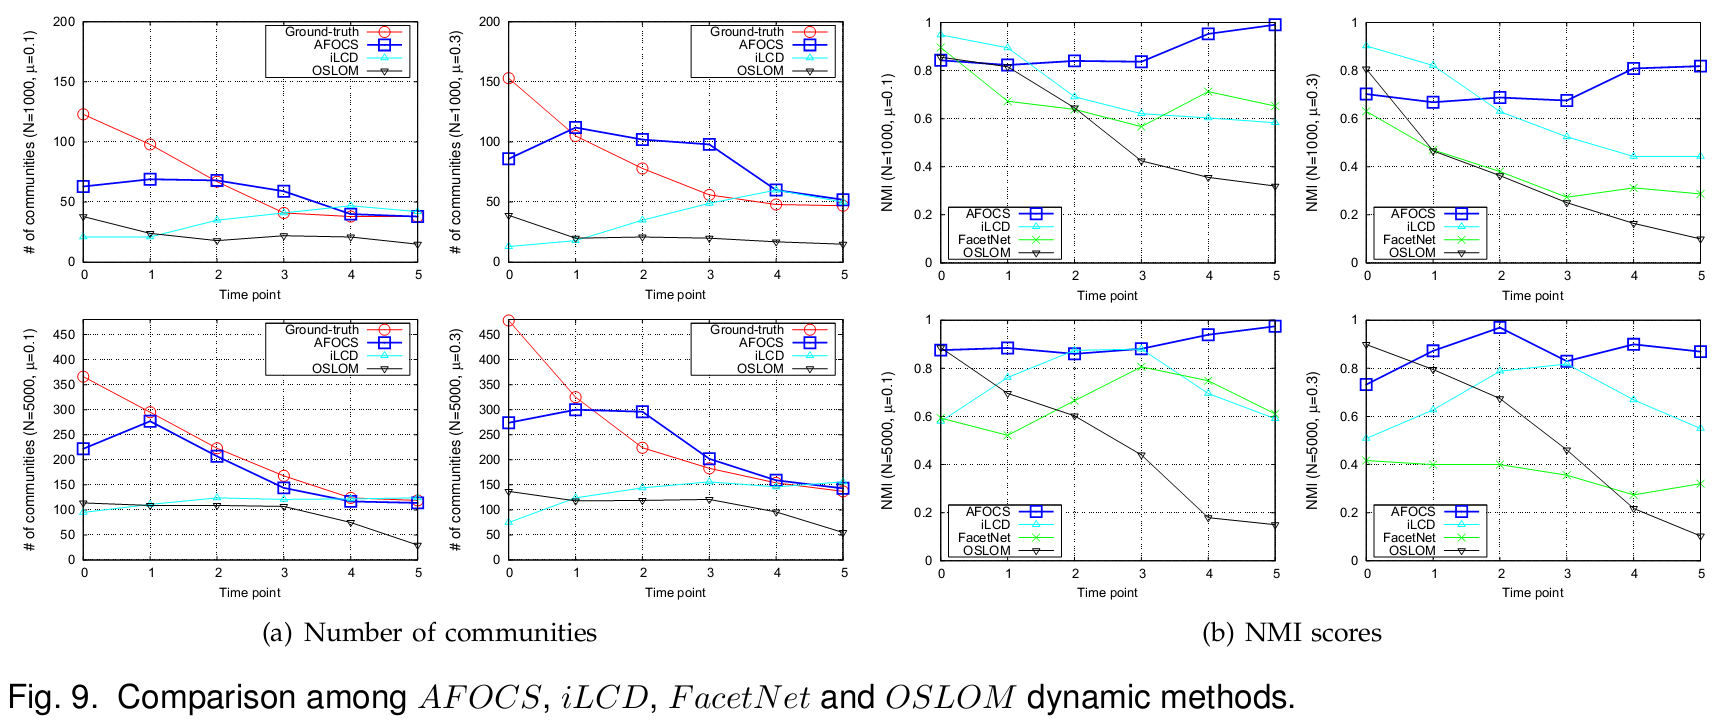 # of communities (N=1000, μ=0.1)
200
150
100
50
0
Ground-truth
AFOCS
iLCD
OSLOM
0 1 2 3 4 5
Time point
# of communities (N=1000, μ=0.3)
200
150
100
50
0
Ground-truth
AFOCS
iLCD
OSLOM
0 1 2 3 4 5
Time point
# of communities (N=5000, μ=0.1)
450
400
350
300
250
200
150
100
50
0
Ground-truth
AFOCS
iLCD
OSLOM
0 1 2 3 4 5
Time point
# of communities (N=5000, μ=0.3)
450
400
350
300
250
200
150
100
50
0
Ground-truth
AFOCS
iLCD
OSLOM
0 1 2 3 4 5
Time point
(a) Number of communities
NMI (N=1000, μ=0.1)
1
0.8
0.6
0.4
0.2
0
AFOCS
iLCD
FacetNet
OSLOM
0 1 2 3 4 5
Time point
NMI (N=1000, μ=0.3)
1
0.8
0.6
0.4
0.2
0
AFOCS
iLCD
FacetNet
OSLOM
0 1 2 3 4 5
Time point
NMI (N=5000, μ=0.1)
1
0.8
0.6
0.4
0.2
0
AFOCS
iLCD
FacetNet
OSLOM
0 1 2 3 4 5
Time point
NMI (N=5000, μ=0.3)
1
0.8
0.6
0.4
0.2
0
AFOCS
iLCD
FacetNet
OSLOM
0 1 2 3 4 5
Time point
(b) NMI scores
Fig. 9. Comparison among AFOCS, iLCD, FacetNet and OSLOM dynamic methods.